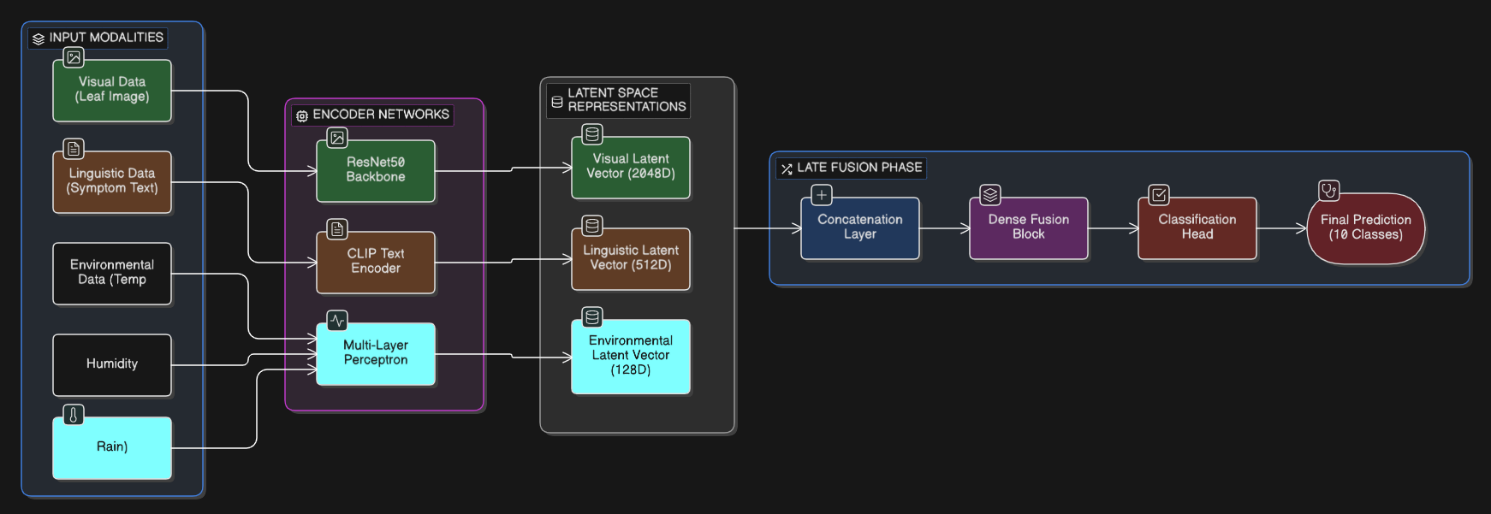 INPUT MODALITIES
Visual Data
(Leaf Image)
Linguistic Data
(Symptom Text)
Environmental
Data (Temp
Humidity
Rain)
ENCODER NETWORKS
ResNet50
Backbone
CLIP Text
Encoder
Multi-Layer
Perceptron
LATENT SPACE
REPRESENTATIONS
Visual Latent
Vector (2048D)
Linguistic Latent
Vector (512D)
Environmental
Latent Vector
(128D)
LATE FUSION PHASE
Concatenation
Layer
Dense Fusion
Block
Classification
Head
Final Prediction
(10 Classes)